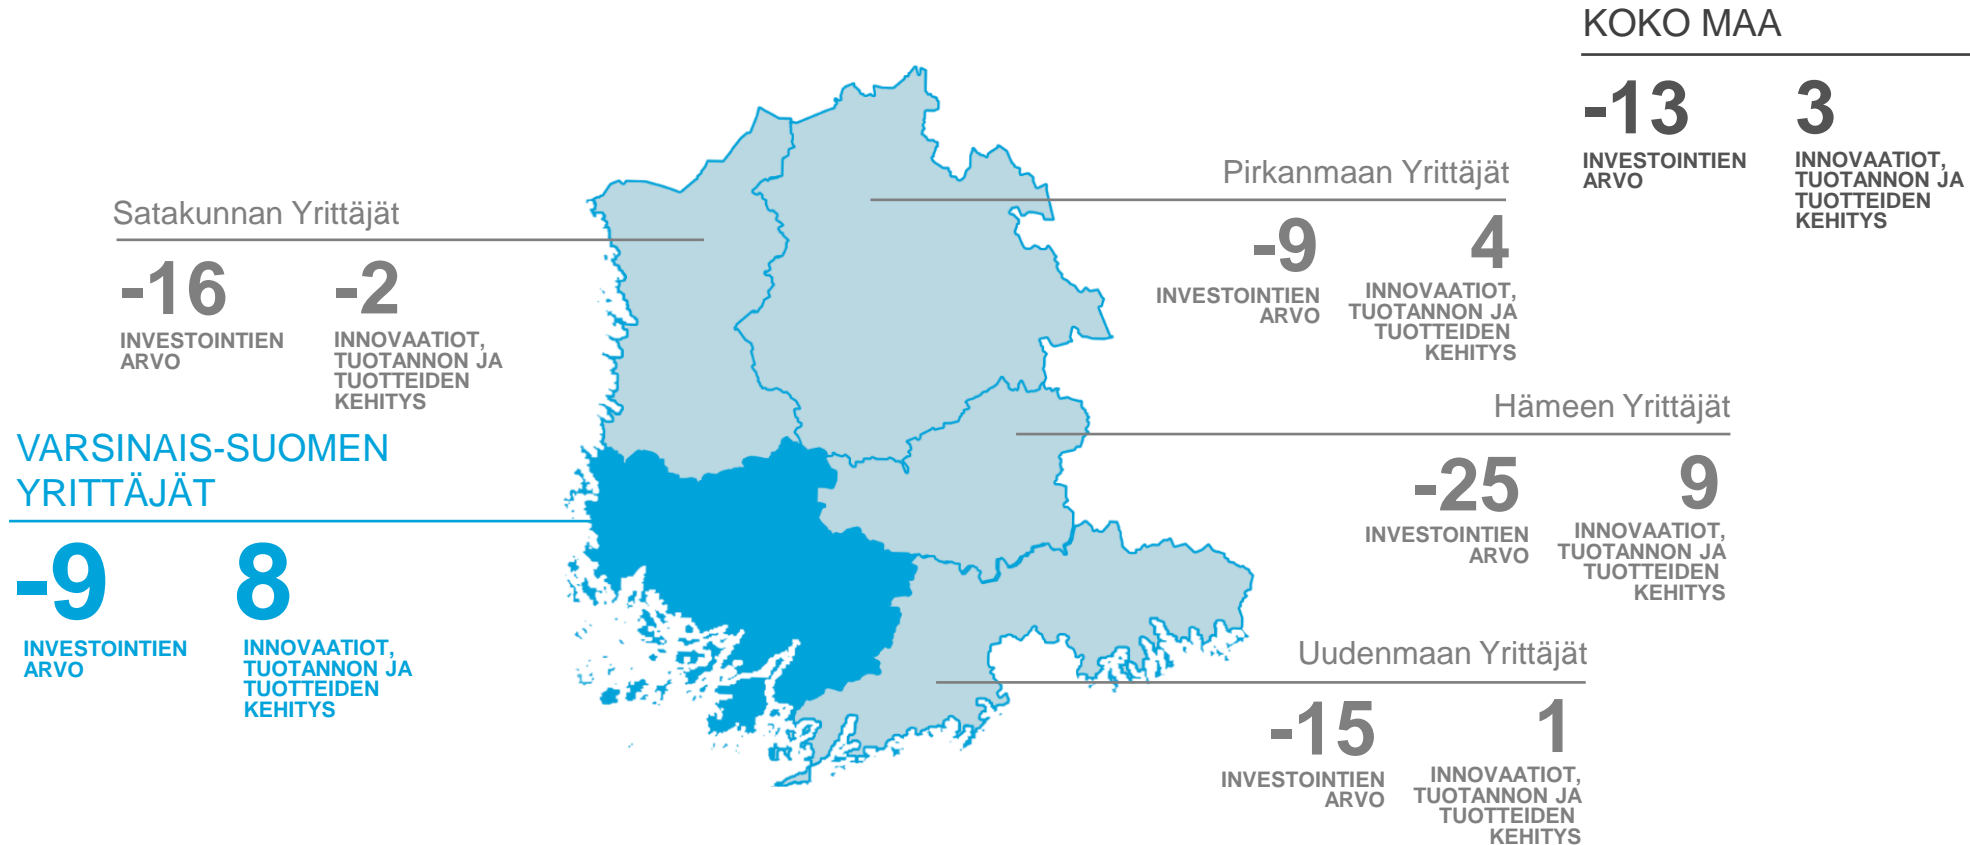 KOKO MAA
-13
3
INVESTOINTIEN
ARVO
INNOVAATIOT,
TUOTANNON JA
TUOTTEIDEN
KEHITYS
Pirkanmaan Yrittäjät
-9
4
INVESTOINTIEN
ARVO
INNOVAATIOT,
TUOTANNON JA
TUOTTEIDEN
KEHITYS
Satakunnan Yrittäjät
-16
-2
INVESTOINTIEN
ARVO
INNOVAATIOT,
TUOTANNON JA
TUOTTEIDEN
KEHITYS
Hämeen Yrittäjät
-25
9
INVESTOINTIEN
ARVO
INNOVAATIOT,
TUOTANNON JA
TUOTTEIDEN
KEHITYS
VARSINAIS-SUOMEN
YRITTÄJÄT
-9
8
INVESTOINTIEN
ARVO
INNOVAATIOT,
TUOTANNON JA
TUOTTEIDEN
KEHITYS
Uudenmaan Yrittäjät
-15
1
INVESTOINTIEN
ARVO
INNOVAATIOT,
TUOTANNON JA
TUOTTEIDEN
KEHITYS